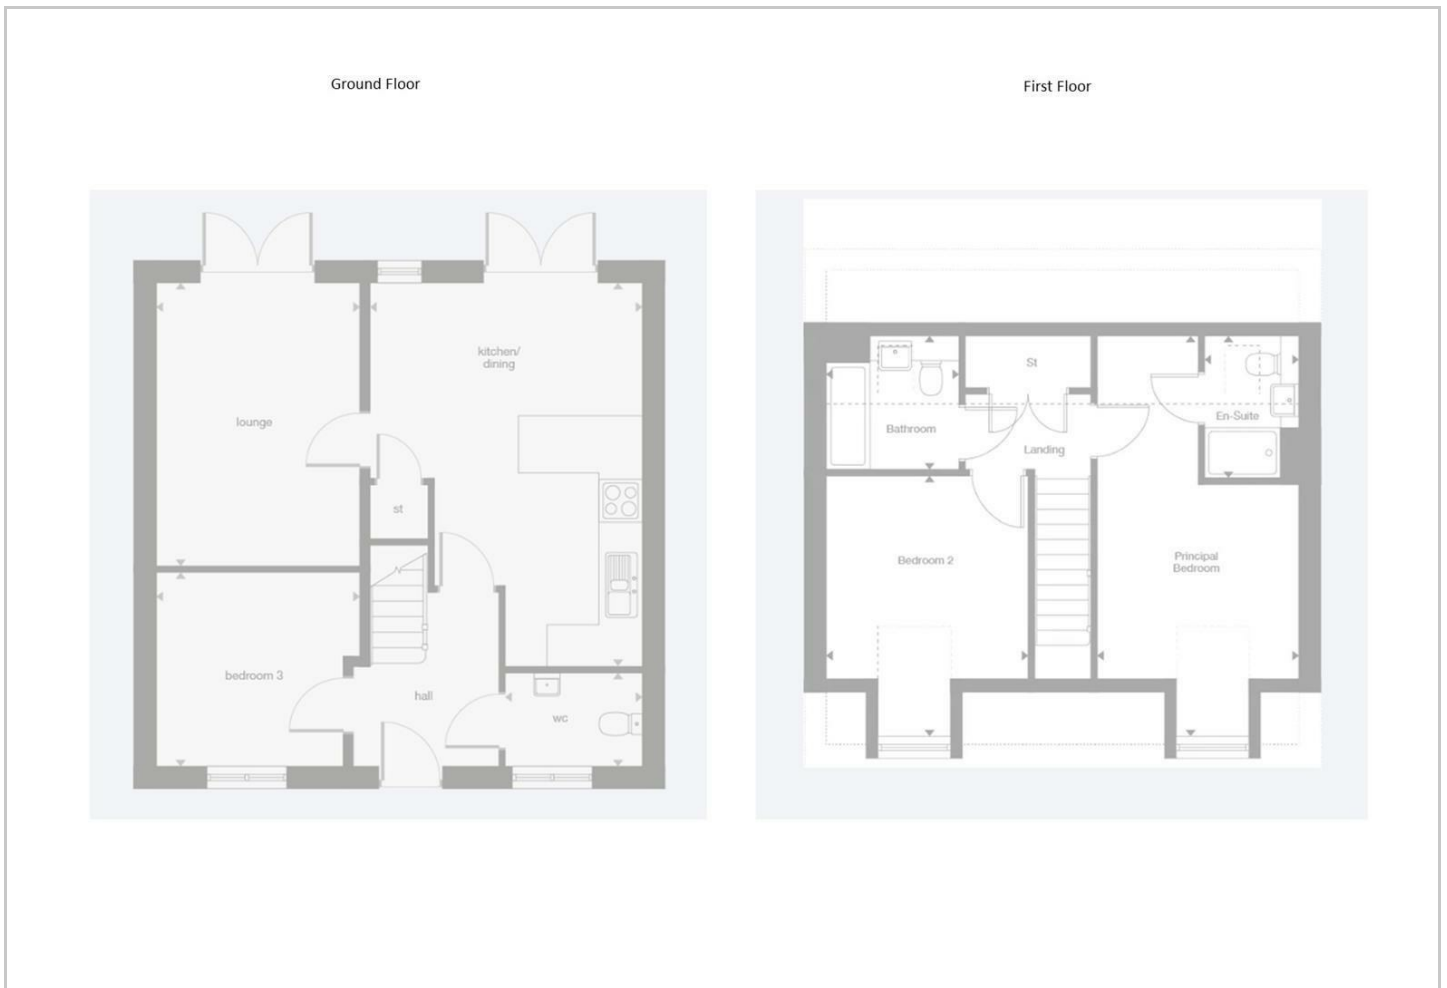 Ground Floor
First Floor
kitchen/
dining
lounge
st
bedroom 3
hall
wc
St
En-Suite
Bathroom
Landing
Bedroom 2
Principal
Bedroom